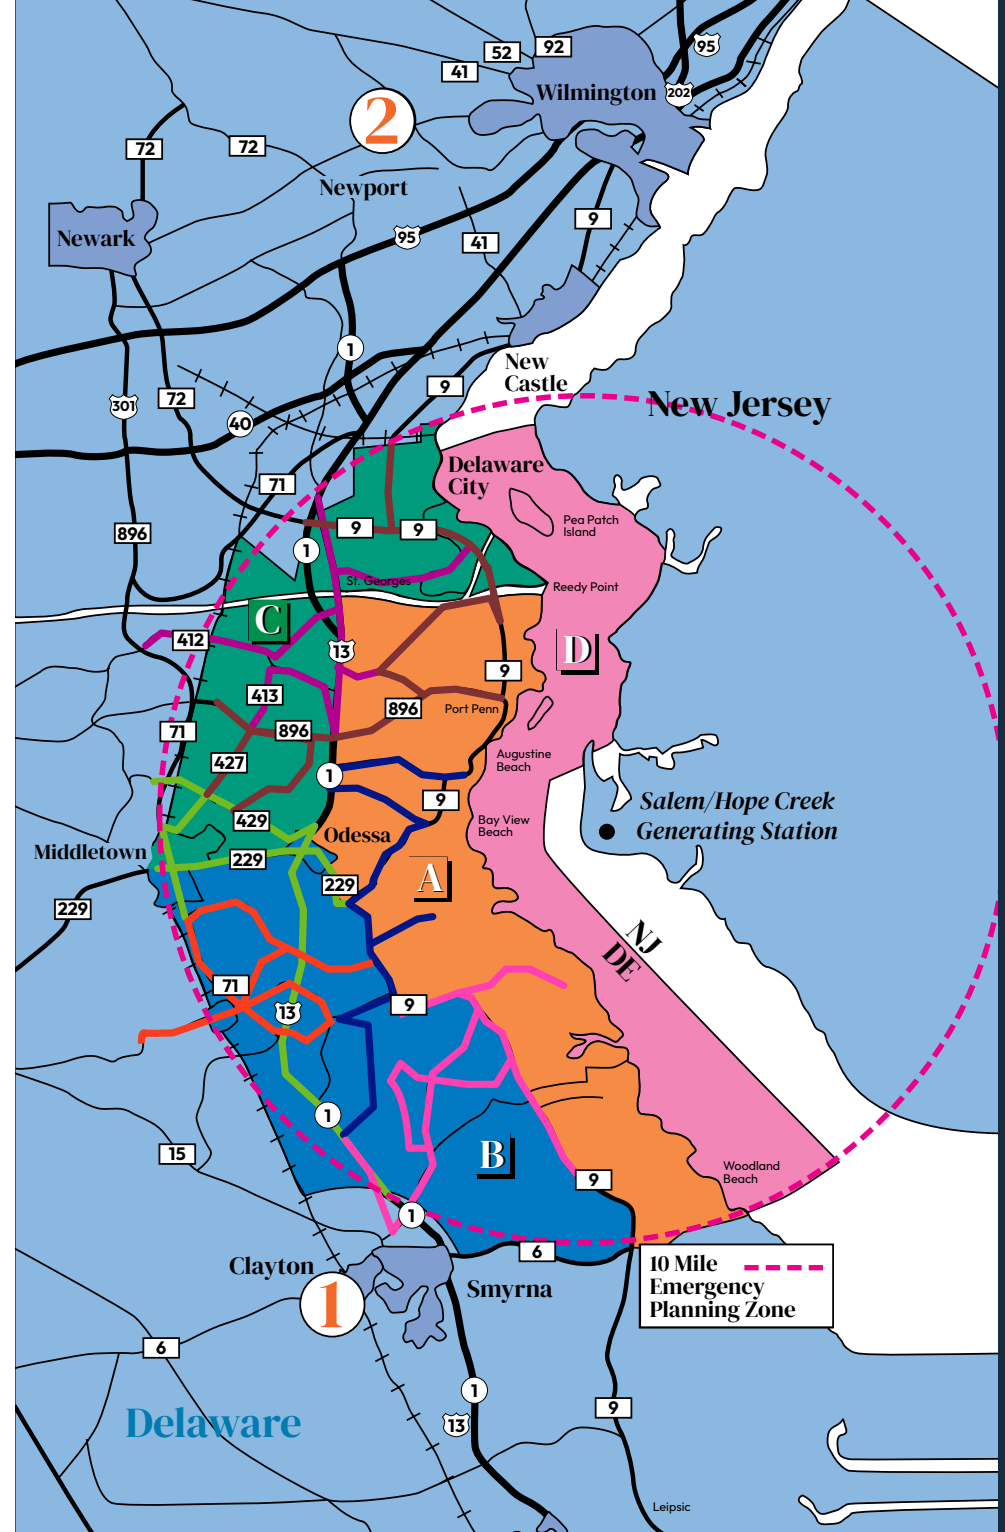 95
52
92
41
Wilmington
202
2
72
72
Newport
9
Newark
95
41
1
New
Castle
9
301
72
40
New Jersey
Delaware
City
71
Pea Patch
Island
896
9
9
1
St. Georges
Reedy Point
C
412
13
D
9
413
896
Port Penn
71
896
427
Augustine
Beach
1
9
Salem/Hope Creek
Generating Station
429
Odessa
Bay View
Beach
Middletown
229
A
229
229
NJ
DE
71
9
13
1
15
B
Woodland
Beach
9
1
6
Clayton
10 Mile
Emergency
Planning Zone
Smyrna
1
6
1
13
9
Delaware
Leipsic